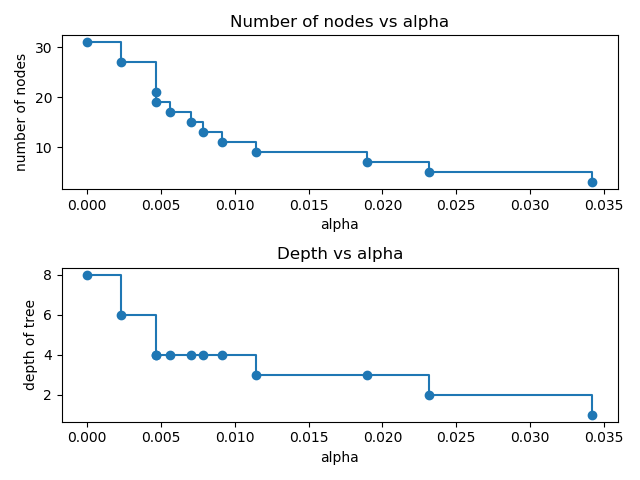 Number of nodes vs alpha
number of nodes
30
20
10
0.000 0.005 0.010 0.015 0.020 0.025 0.030 0.035
alpha
Depth vs alpha
depth of tree
8
6
4
2
0.000 0.005 0.010 0.015 0.020 0.025 0.030 0.035
alpha